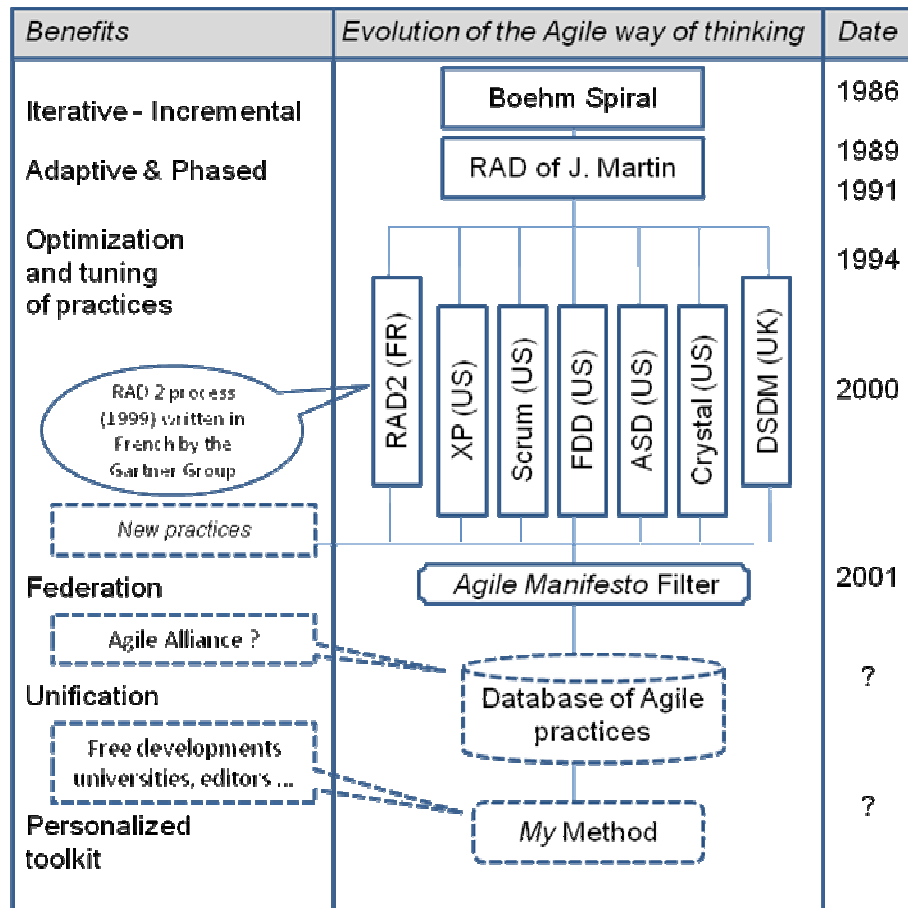 Benefits
Evolution of the Agile way of thinking
Date
Iterative - Incremental
Boehm Spiral
1986
Adaptive & Phased
RAD of J. Martin
1989
1991
Optimization
and tuning
of practices
1994
RAD2 (FR)
XP (US)
Scrum (US)
FDD (US)
ASD (US)
Crystal (US)
DSDM (UK)
2000
RAD 2 process
(1999) written in
French by the
Gartner Group
New practices
Federation
Agile Manifesto Filter
2001
Agile Alliance ?
Unification
Database of Agile
practices
?
Free developments
universities, editors ...
Personalized
toolkit
My Method
?